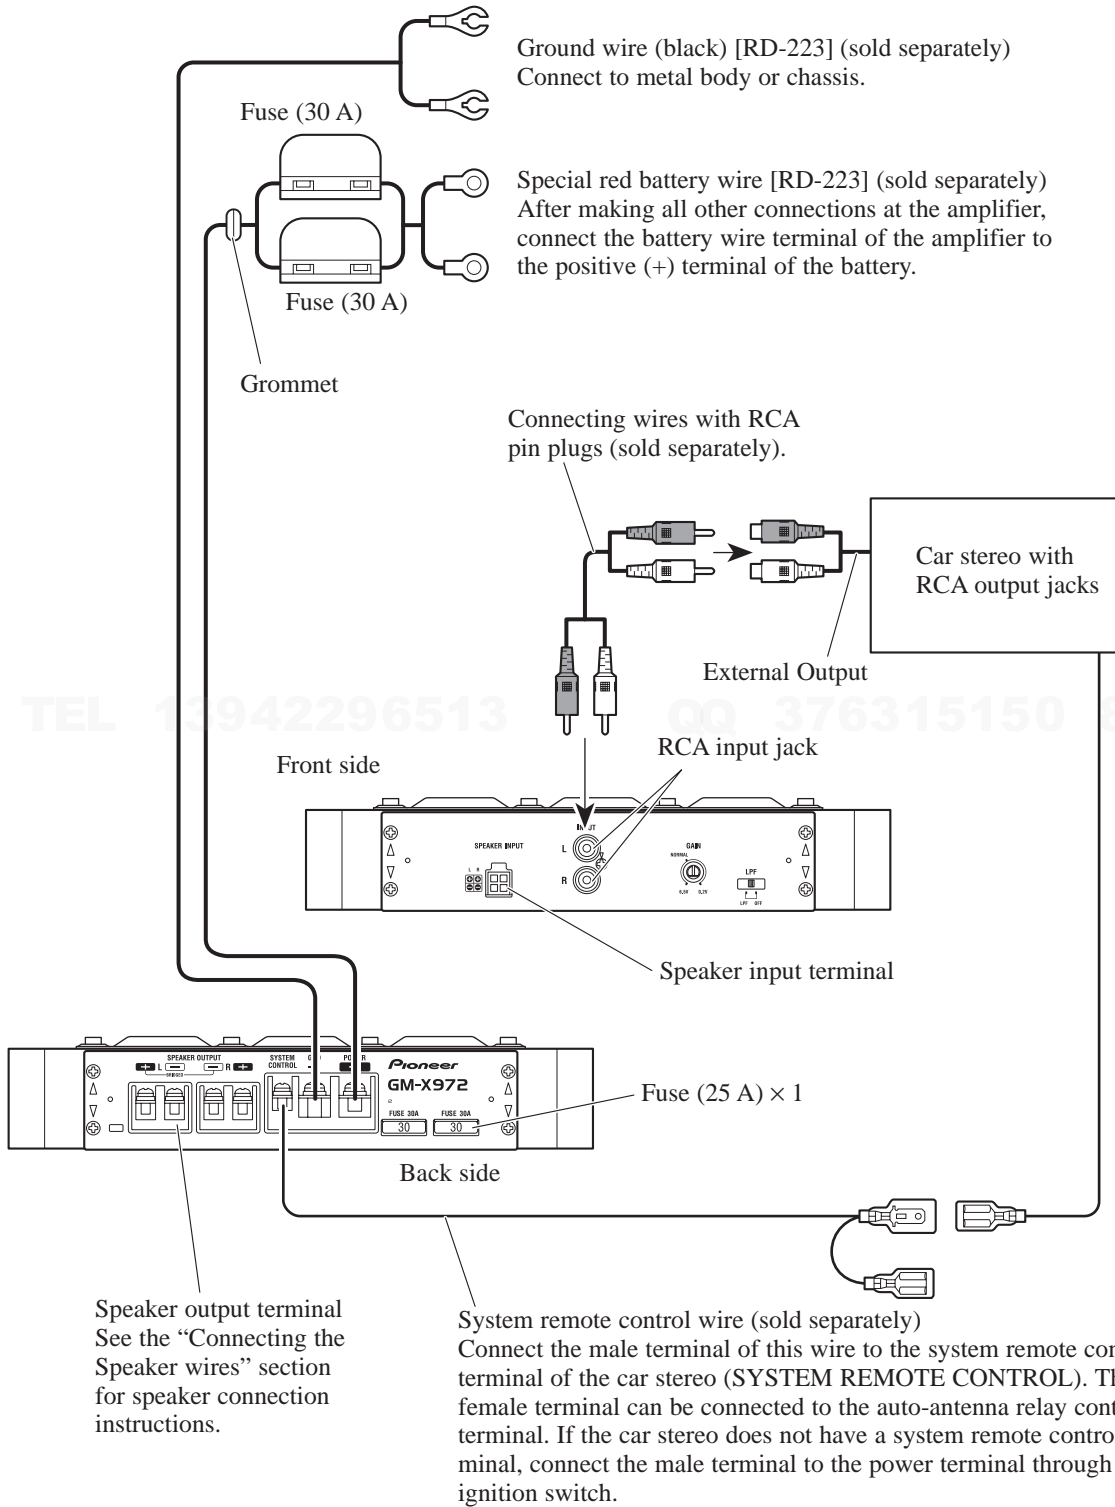 Ground wire (black) [RD-223] (sold separately)
Connect to metal body or chassis.
Fuse (30 A)
Special red battery wire [RD-223] (sold separately)
After making all other connections at the amplifier,
connect the battery wire terminal of the amplifier to
the positive (+) terminal of the battery.
Fuse (30 A)
Grommet
Connecting wires with RCA
pin plugs (sold separately).
Car stereo with
RCA output jacks
External Output
TEL 13942296513 QQ 376315150
RCA input jack
Front side
SPEAKER INPUT
L R
L
R
GAIN
NORMAL
6.5V 0.2V
LPF
LPF OFF
Speaker input terminal
SPEAKER OUTPUT
+ L − − R +
BRIDGED
SYSTEM
CONTROL
Pioneer
GM-X972
FUSE 30A FUSE 30A
30 30
Fuse (25 A) × 1
Back side
Speaker output terminal
See the “Connecting the
Speaker wires” section
for speaker connection
instructions.
System remote control wire (sold separately)
Connect the male terminal of this wire to the system remote con
terminal of the car stereo (SYSTEM REMOTE CONTROL). Th
female terminal can be connected to the auto-antenna relay cont
terminal. If the car stereo does not have a system remote contro
minal, connect the male terminal to the power terminal through
ignition switch.